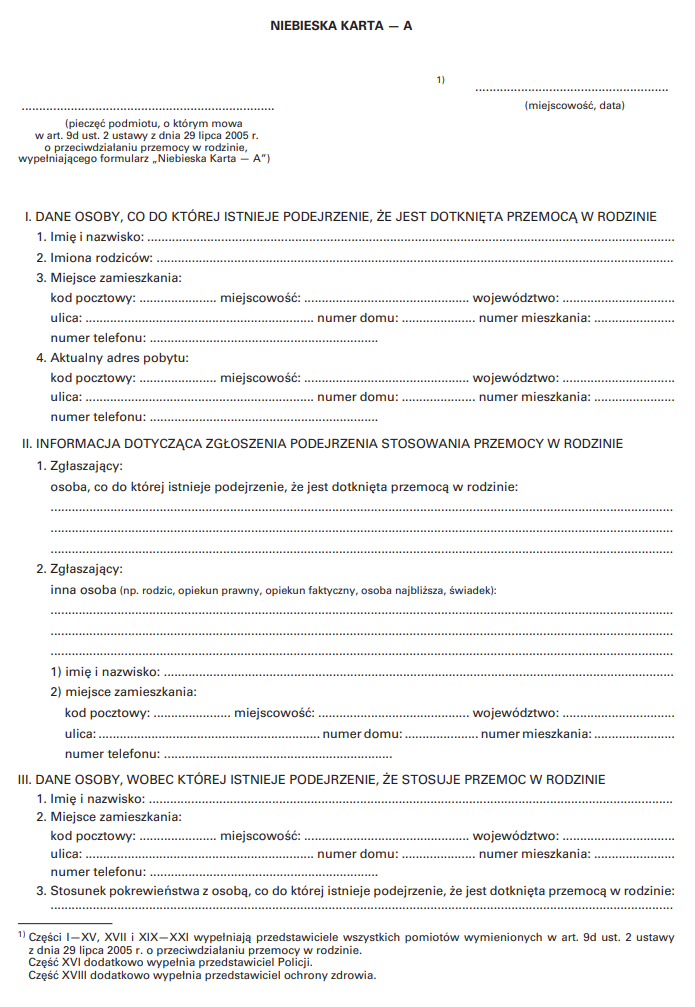 NIEBIESKA KARTA — A
1) ......................................................
(miejscowość, data)
......................................................................
(pieczęć podmiotu, o którym mowa
w art. 9d ust. 2 ustawy z dnia 29 lipca 2005 r.
o przeciwdziałaniu przemocy w rodzinie,
wypełniającego formularz „Niebieska Karta — A”)
I. DANE OSOBY, CO DO KTÓREJ ISTNIEJE PODEJRZENIE, ŻE JEST DOTKNIĘTA PRZEMOCĄ W RODZINIE
1. Imię i nazwisko: ......................................................
2. Imiona rodziców: ......................................................
3. Miejsce zamieszkania:
kod pocztowy: ..................... miejscowość: ............................................. województwo: ...............................
ulica: ............................................................... numer domu: .................... numer mieszkania: ......................
numer telefonu: ...............................................................
4. Aktualny adres pobytu:
kod pocztowy: ..................... miejscowość: ............................................. województwo: ...............................
ulica: ............................................................... numer domu: .................... numer mieszkania: ......................
numer telefonu: ...............................................................
II. INFORMACJA DOTYCZĄCA ZGŁOSZENIA PODEJRZENIA STOSOWANIA PRZEMOCY W RODZINIE
1. Zgłaszający:
osoba, co do której istnieje podejrzenie, że jest dotknięta przemocą w rodzinie:
......................................................
......................................................
......................................................
2. Zgłaszający:
inna osoba (np. rodzic, opiekun prawny, opiekun faktyczny, osoba najbliższa, świadek):
......................................................
......................................................
......................................................
1) imię i nazwisko: ......................................................
2) miejsce zamieszkania:
kod pocztowy: ..................... miejscowość: .......................................... województwo: ...............................
ulica: ............................................................. numer domu: .................... numer mieszkania: ......................
numer telefonu: ...............................................................
III. DANE OSOBY, WOBEC KTÓREJ ISTNIEJE PODEJRZENIE, ŻE STOSUJE PRZEMOC W RODZINIE
1. Imię i nazwisko: ......................................................
2. Miejsce zamieszkania:
kod pocztowy: ..................... miejscowość: ............................................. województwo: ...............................
ulica: ............................................................... numer domu: .................... numer mieszkania: ......................
numer telefonu: ...............................................................
3. Stosunek pokrewieństwa z osobą, co do której istnieje podejrzenie, że jest dotknięta przemocą w rodzinie:
......................................................
1) Części I—XV, XVII i XIX—XXI wypełniają przedstawiciele wszystkich pomiotów wymienionych w art. 9d ust. 2 ustawy
z dnia 29 lipca 2005 r. o przeciwdziałaniu przemocy w rodzinie.
Część XVI dodatkowo wypełnia przedstawiciel Policji.
Część XVIII dodatkowo wypełnia przedstawiciel ochrony zdrowia.